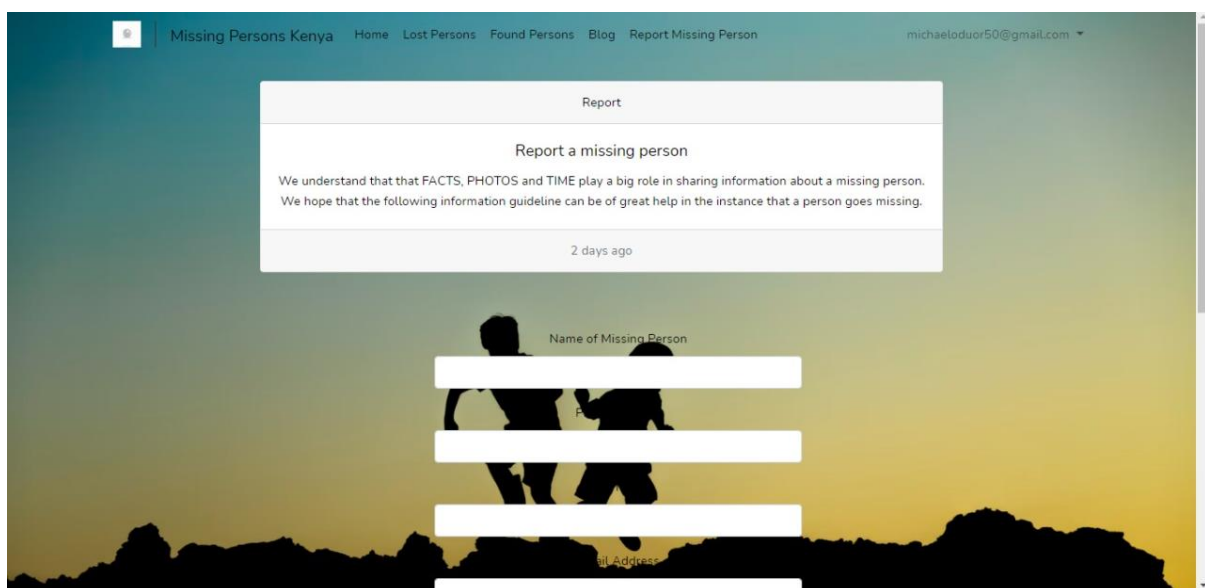 Missing Persons Kenya Home Lost Persons Found Persons Blog Report Missing Person michaeloduor50@gmail.com
Report
Report a missing person
We understand that that FACTS, PHOTOS and TIME play a big role in sharing information about a missing person.
We hope that the following information guideline can be of great help in the instance that a person goes missing.
2 days ago
Name of Missing Person
Address